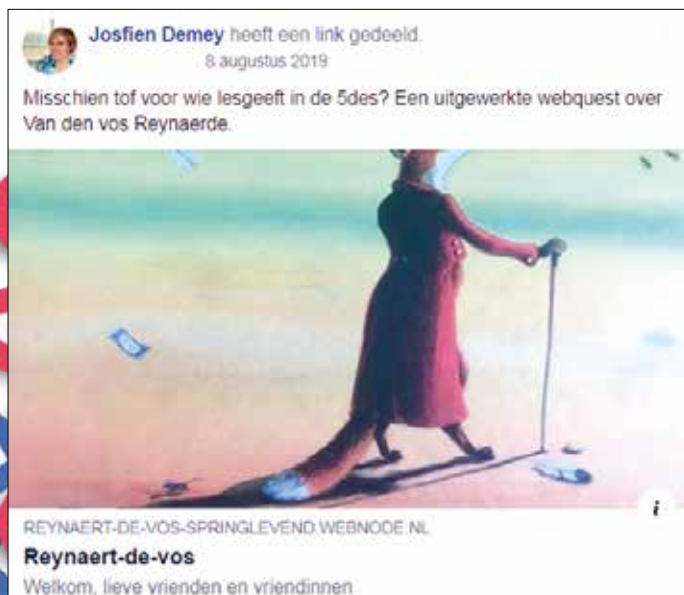 Josfien Demey heeft een link gedeeld.
8 augustus 2019
Misschien tof voor wie lesgeeft in de 5des? Een uitgewerkte webquest over
Van den vos Reynaerde.
i
REYNAERT-DE-VOS-SPRINGLEVEND.WEBNODE.NL
Reynaert-de-vos
Welkom, lieve vrienden en vriendinnen